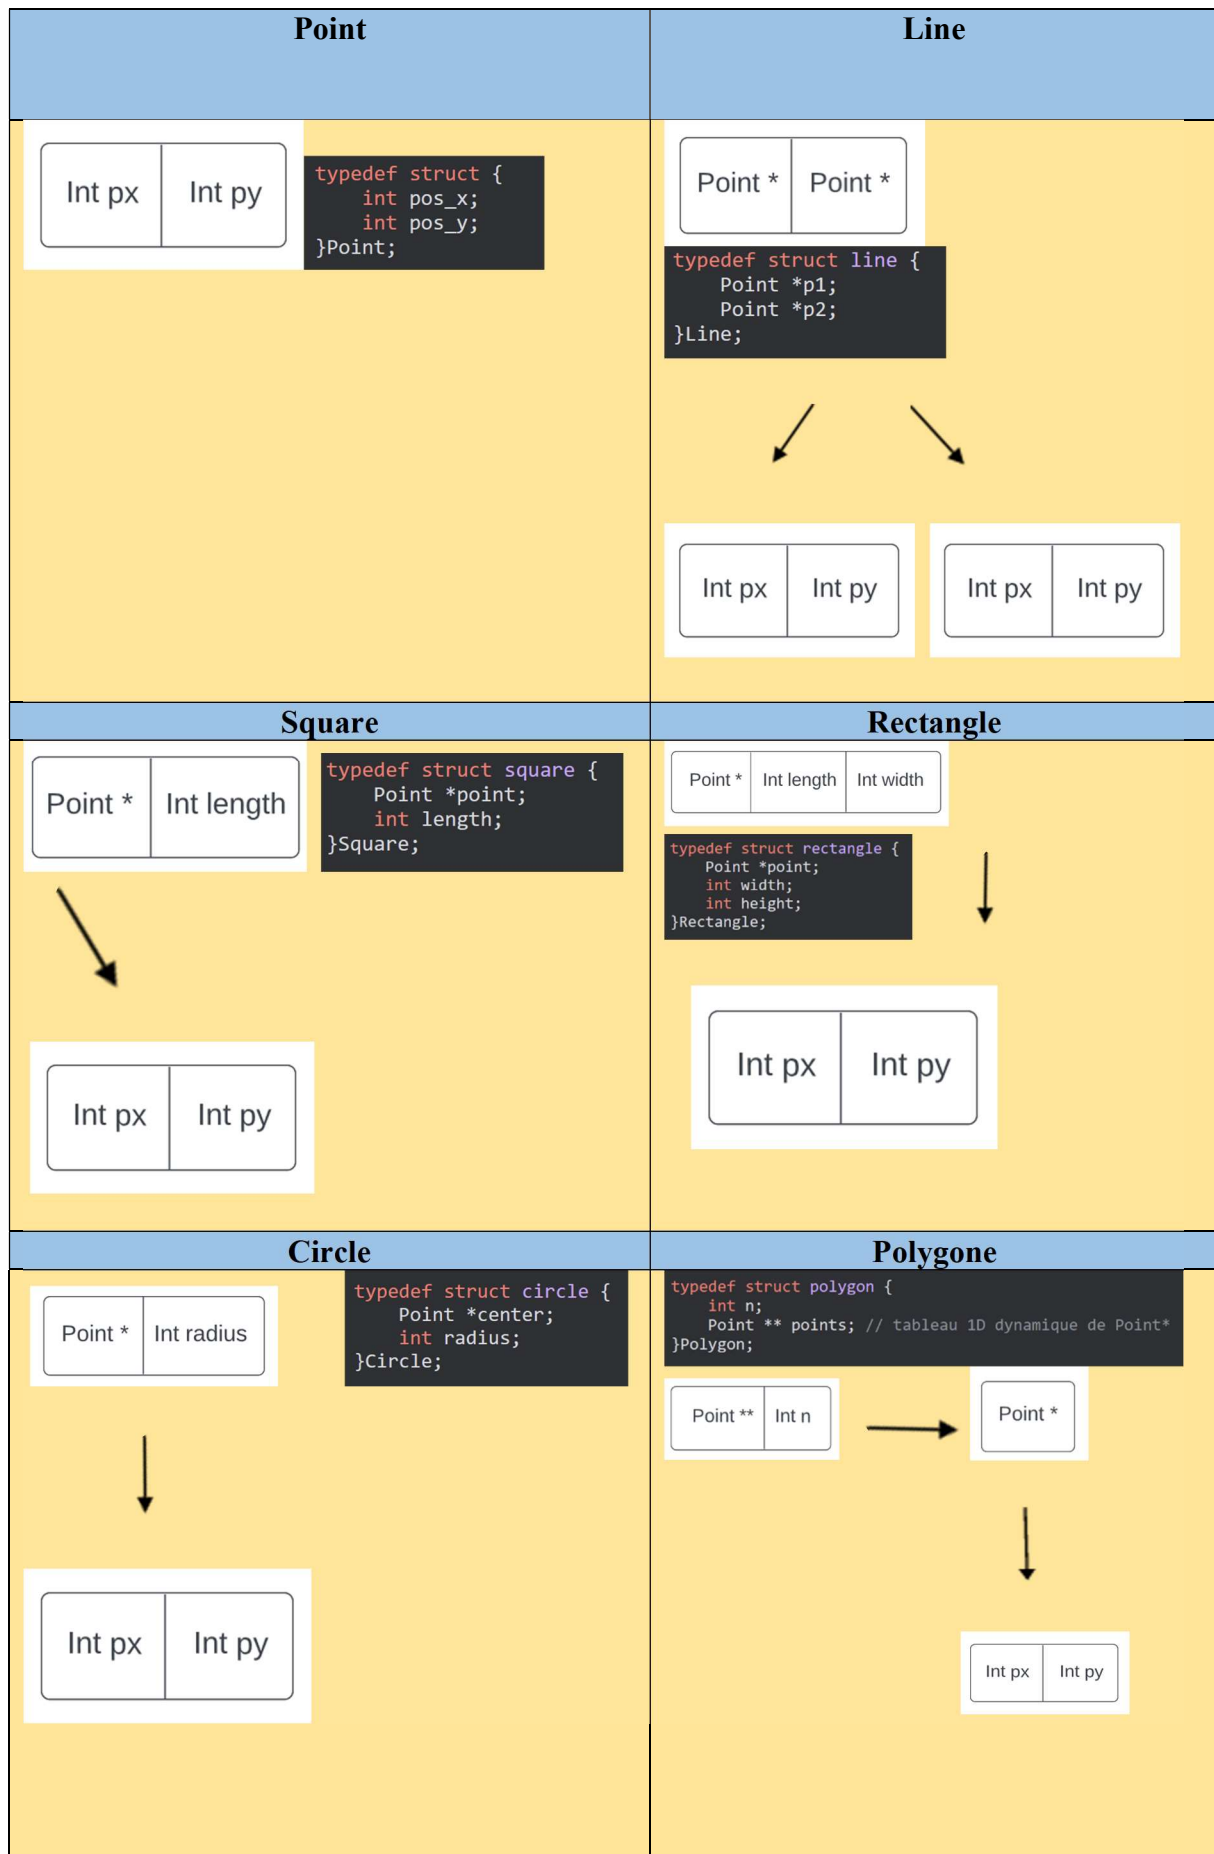 Point
Int px Int py
typedef struct {
    int pos_x;
    int pos_y;
}Point;
Line
Point * Point *
typedef struct line {
    Point *p1;
    Point *p2;
}Line;
Int px Int py
Int px Int py
Square
Point * Int length
typedef struct square {
    Point *point;
    int length;
}Square;
Int px Int py
Rectangle
Point * Int length Int width
typedef struct rectangle {
    Point *point;
    int width;
    int height;
}Rectangle;
Int px Int py
Circle
Point * Int radius
typedef struct circle {
    Point *center;
    int radius;
}Circle;
Int px Int py
Polygone
typedef struct polygon {
    int n;
    Point ** points; // tableau 1D dynamique de Point*
}Polygon;
Point ** Int n
Point *
Int px Int py